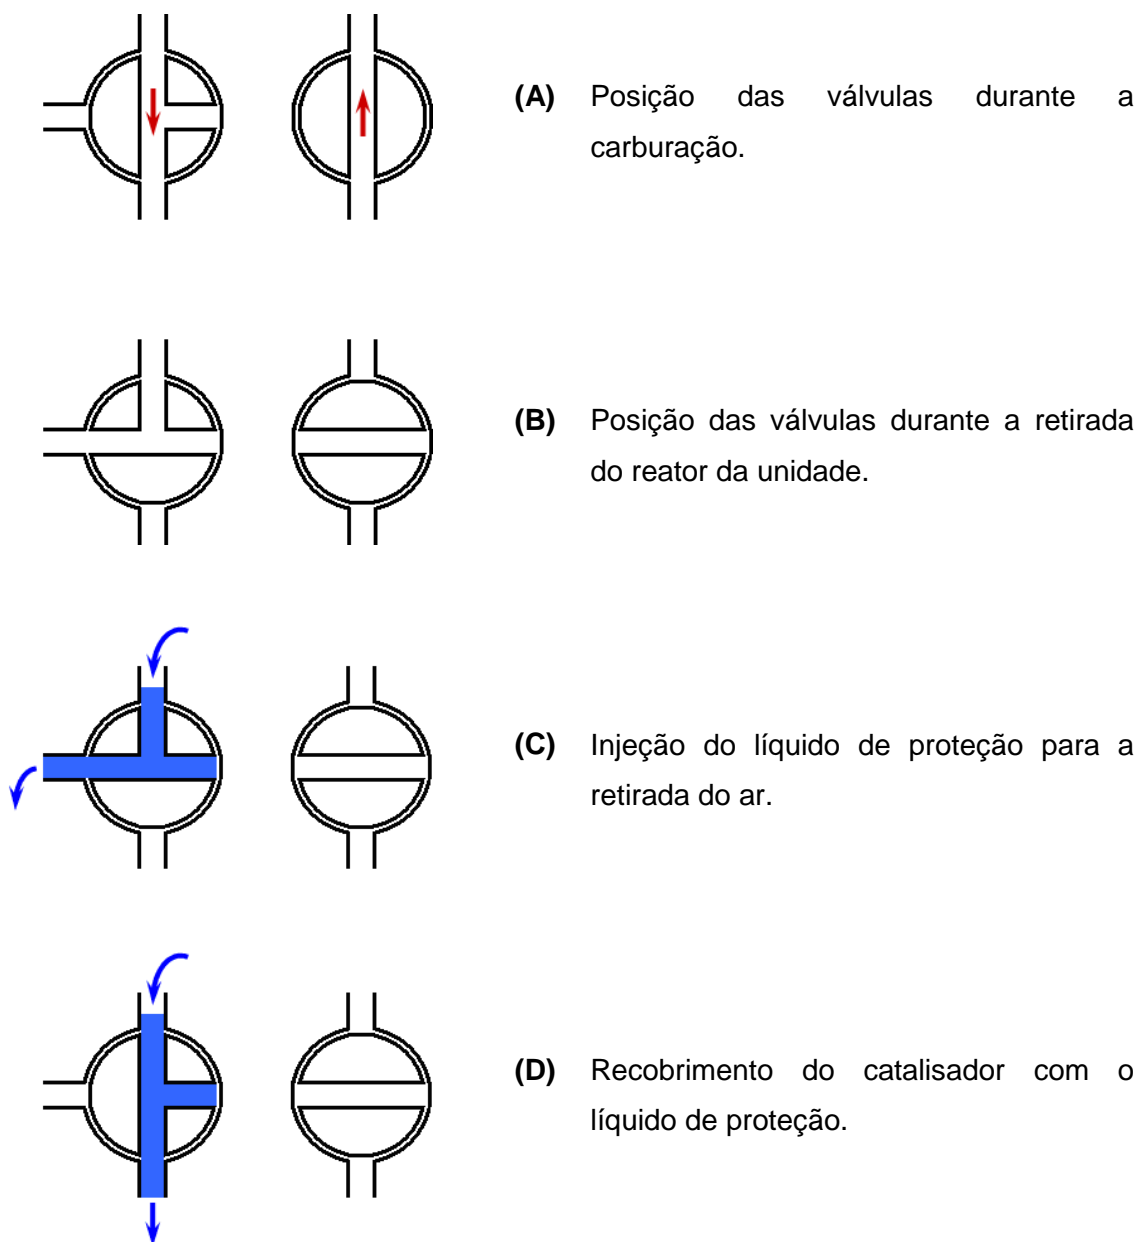 (A) Posição das válvulas durante a
carburação.
(B) Posição das válvulas durante a retirada
do reator da unidade.
(C) Injeção do líquido de proteção para a
retirada do ar.
(D) Recobrimento do catalisador com o
líquido de proteção.